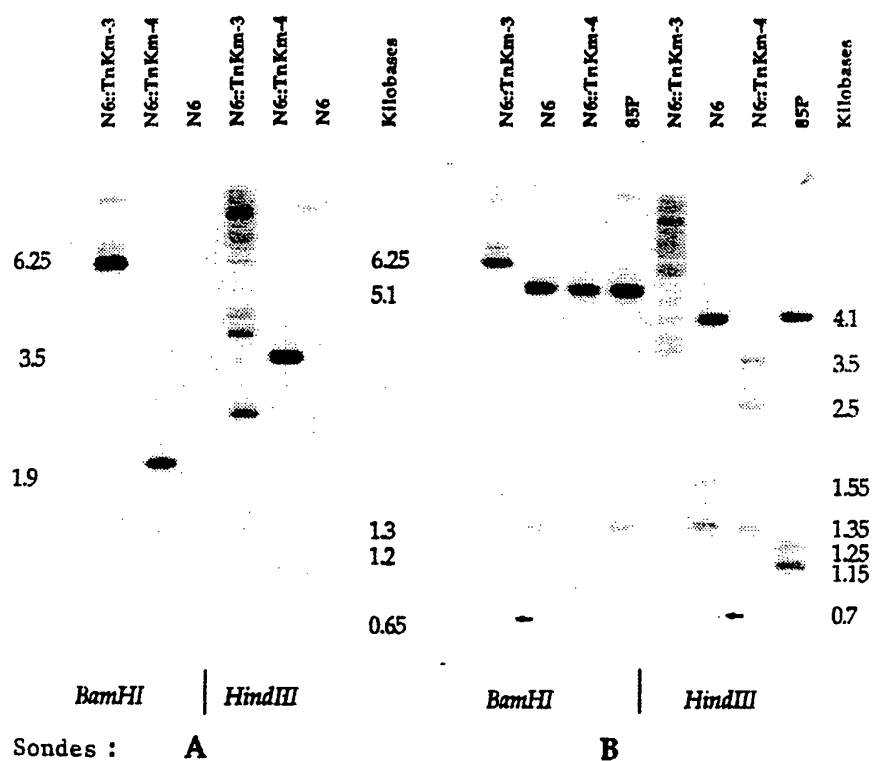 N6::TnKm-3
N6::TnKm-4
N6
N6::TnKm-3
N6::TnKm-4
N6
Kilobases
N6::TnKm-3
N6
N6::TnKm-4
85P
N6::TnKm-3
N6
N6::TnKm-4
85P
Kilobases
6.25
3.5
1.9
6.25
5.1
1.3
1.2
0.65
4.1
3.5
2.5
1.55
1.35
1.25
1.15
0.7
BamHI
HindIII
BamHI
HindIII
Sondes : A B